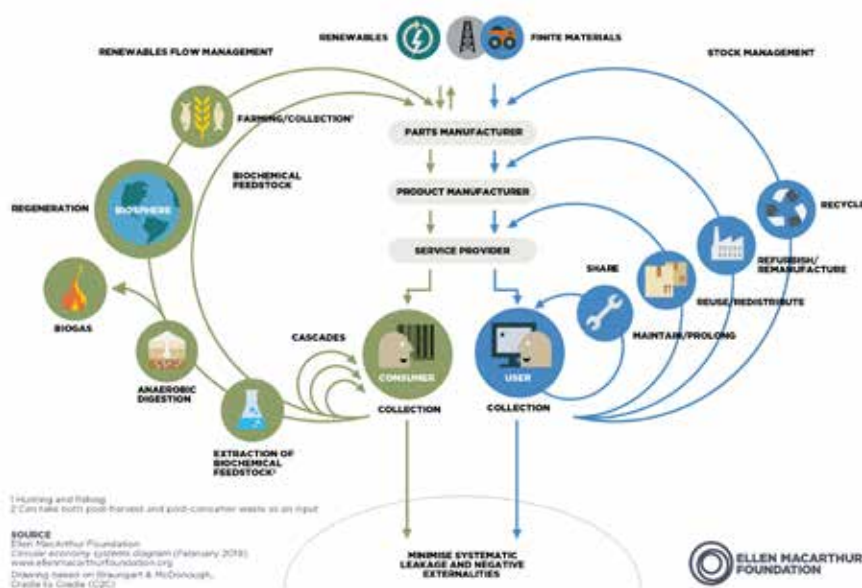 RENEWABLES
FINITE MATERIALS
RENEWABLES FLOW MANAGEMENT
STOCK MANAGEMENT
FARMING/COLLECTION¹
PARTS MANUFACTURER
BIOCHEMICAL
FEEDSTOCK
PRODUCT MANUFACTURER
REGENERATION
BIOSPHERE
RECYCLE
SERVICE PROVIDER
REFURBISH/
REMANUFACTURE
SHARE
REUSE/REDISTRIBUTE
BIOGAS
CASCADES
MAINTAIN/PROLONG
CONSUMER
USER
ANAEROBIC
DIGESTION
COLLECTION
COLLECTION
EXTRACTION OF
BIOCHEMICAL
FEEDSTOCK²
1 Hunting and fishing
2 Can take both post-harvest and post-consumer waste as an input
SOURCE
Ellen MacArthur Foundation
Circular economy systems diagram (February 2019)
www.ellenmacarthurfoundation.org
Drawing based on Braungart & McDonough,
Cradle to Cradle (C2C)
MINIMISE SYSTEMATIC
LEAKAGE AND NEGATIVE
EXTERNALITIES
ELLEN MACARTHUR
FOUNDATION